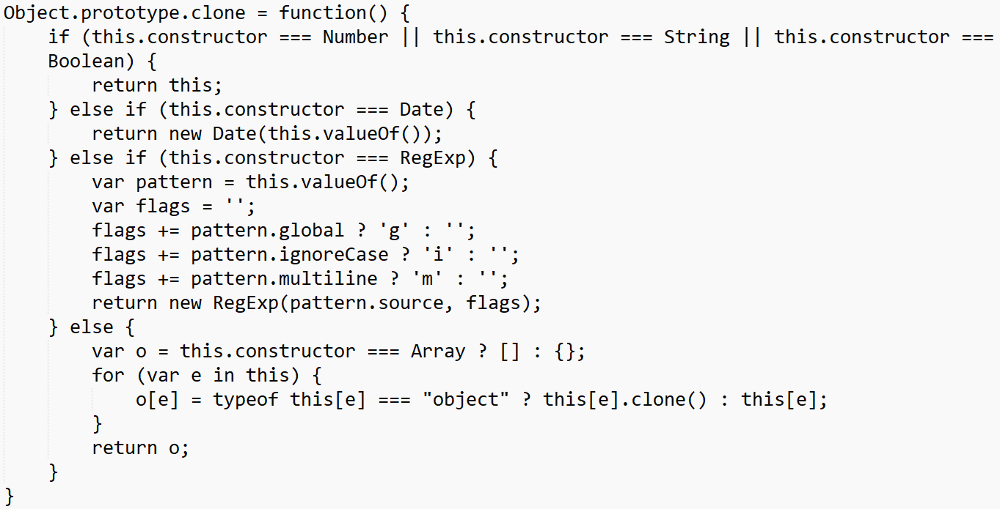 Object.prototype.clone = function() {
    if (this.constructor === Number || this.constructor === String || this.constructor ===
    Boolean) {
        return this;
    } else if (this.constructor === Date) {
        return new Date(this.valueOf());
    } else if (this.constructor === RegExp) {
        var pattern = this.valueOf();
        var flags = '';
        flags += pattern.global ? 'g' : '';
        flags += pattern.ignoreCase ? 'i' : '';
        flags += pattern.multiline ? 'm' : '';
        return new RegExp(pattern.source, flags);
    } else {
        var o = this.constructor === Array ? [] : {};
        for (var e in this) {
            o[e] = typeof this[e] === "object" ? this[e].clone() : this[e];
        }
        return o;
    }
}